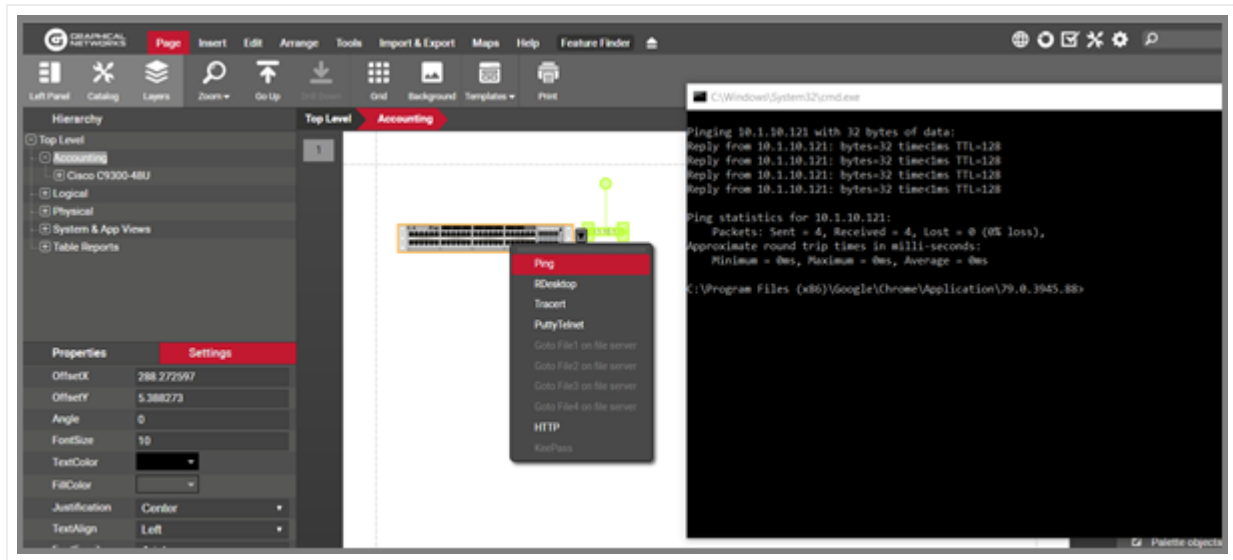 GRAPHICAL
NETWORKS
Page Insert Edit Arrange Tools Import & Export Maps Help Feature Finder
Left Panel Catalog Layers Zoom Go Up Drill Down Grid Background Templates Print
Hierarchy
Top Level Accounting
Top Level
Accounting
Cisco C9300-48U
Logical
Physical
System & App Views
Table Reports
1
Ping
RDesktop
Tracert
PuttyTelnet
Goto File1 on file server
Goto File2 on file server
Goto File3 on file server
Goto File4 on file server
HTTP
KeePass
Properties Settings
OffsetX 288.272597
OffsetY 5.388273
Angle 0
FontSize 10
TextColor
FillColor
Justification Center
TextAlign Left
C:\Windows\System32\cmd.exe
Pinging 10.1.10.121 with 32 bytes of data:
Reply from 10.1.10.121: bytes=32 time<1ms TTL=128
Reply from 10.1.10.121: bytes=32 time<1ms TTL=128
Reply from 10.1.10.121: bytes=32 time<1ms TTL=128
Reply from 10.1.10.121: bytes=32 time<1ms TTL=128
Ping statistics for 10.1.10.121:
Packets: Sent = 4, Received = 4, Lost = 0 (0% loss),
Approximate round trip times in milli-seconds:
Minimum = 0ms, Maximum = 0ms, Average = 0ms
C:\Program Files (x86)\Google\Chrome\Application\79.0.3945.88>
Palette objects